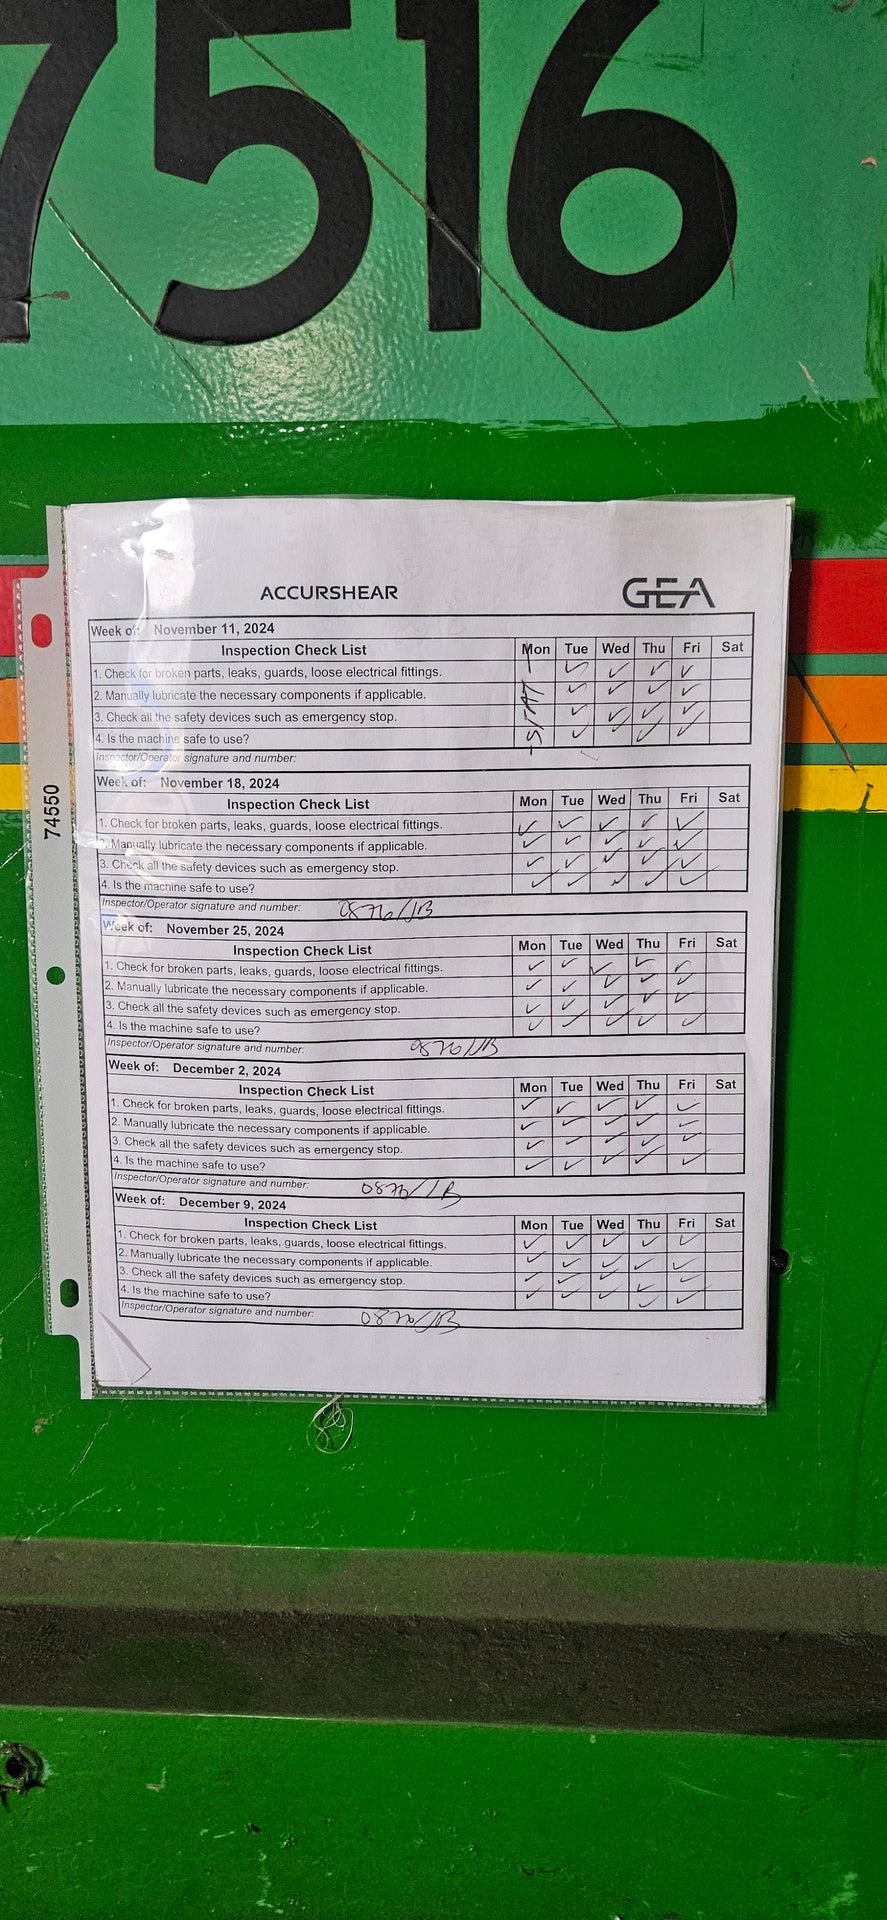 7516
ACCURSHEAR GEA
Week of: November 11, 2024
Inspection Check List Mon Tue Wed Thu Fri Sat
1. Check for broken parts, leaks, guards, loose electrical fittings. ✓ ✓ ✓ ✓
2. Manually lubricate the necessary components if applicable. ✓ ✓ ✓ ✓
3. Check all the safety devices such as emergency stop. ✓ ✓ ✓ ✓
4. Is the machine safe to use? ✓ ✓ ✓ ✓
-STAT-
Inspector/Operator signature and number:
Week of: November 18, 2024
Inspection Check List Mon Tue Wed Thu Fri Sat
1. Check for broken parts, leaks, guards, loose electrical fittings. ✓ ✓ ✓ ✓ ✓
2. Manually lubricate the necessary components if applicable. ✓ ✓ ✓ ✓ ✓
3. Check all the safety devices such as emergency stop. ✓ ✓ ✓ ✓ ✓
4. Is the machine safe to use? ✓ ✓ ✓ ✓ ✓
Inspector/Operator signature and number: 0876/JB
Week of: November 25, 2024
Inspection Check List Mon Tue Wed Thu Fri Sat
1. Check for broken parts, leaks, guards, loose electrical fittings. ✓ ✓ ✓ ✓ ✓
2. Manually lubricate the necessary components if applicable. ✓ ✓ ✓ ✓ ✓
3. Check all the safety devices such as emergency stop. ✓ ✓ ✓ ✓ ✓
4. Is the machine safe to use? ✓ ✓ ✓ ✓ ✓
Inspector/Operator signature and number: 0876/JB
Week of: December 2, 2024
Inspection Check List Mon Tue Wed Thu Fri Sat
1. Check for broken parts, leaks, guards, loose electrical fittings. ✓ ✓ ✓ ✓ ✓
2. Manually lubricate the necessary components if applicable. ✓ ✓ ✓ ✓ ✓
3. Check all the safety devices such as emergency stop. ✓ ✓ ✓ ✓ ✓
4. Is the machine safe to use? ✓ ✓ ✓ ✓ ✓
Inspector/Operator signature and number: 0876/JB
Week of: December 9, 2024
Inspection Check List Mon Tue Wed Thu Fri Sat
1. Check for broken parts, leaks, guards, loose electrical fittings. ✓ ✓ ✓ ✓ ✓
2. Manually lubricate the necessary components if applicable. ✓ ✓ ✓ ✓ ✓
3. Check all the safety devices such as emergency stop. ✓ ✓ ✓ ✓ ✓
4. Is the machine safe to use? ✓ ✓ ✓ ✓ ✓
Inspector/Operator signature and number: 0876/JB
74550